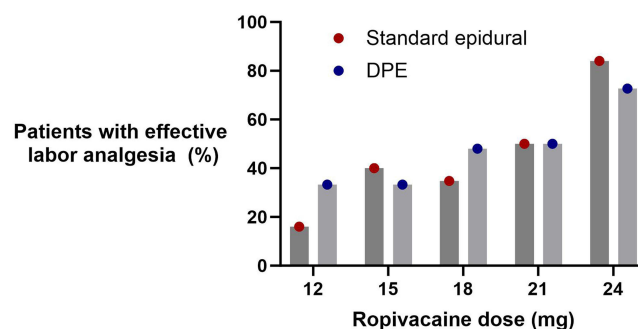 100
80
60
40
20
0
Standard epidural
DPE
Patients with effective
labor analgesia (%)
12 15 18 21 24
Ropivacaine dose (mg)